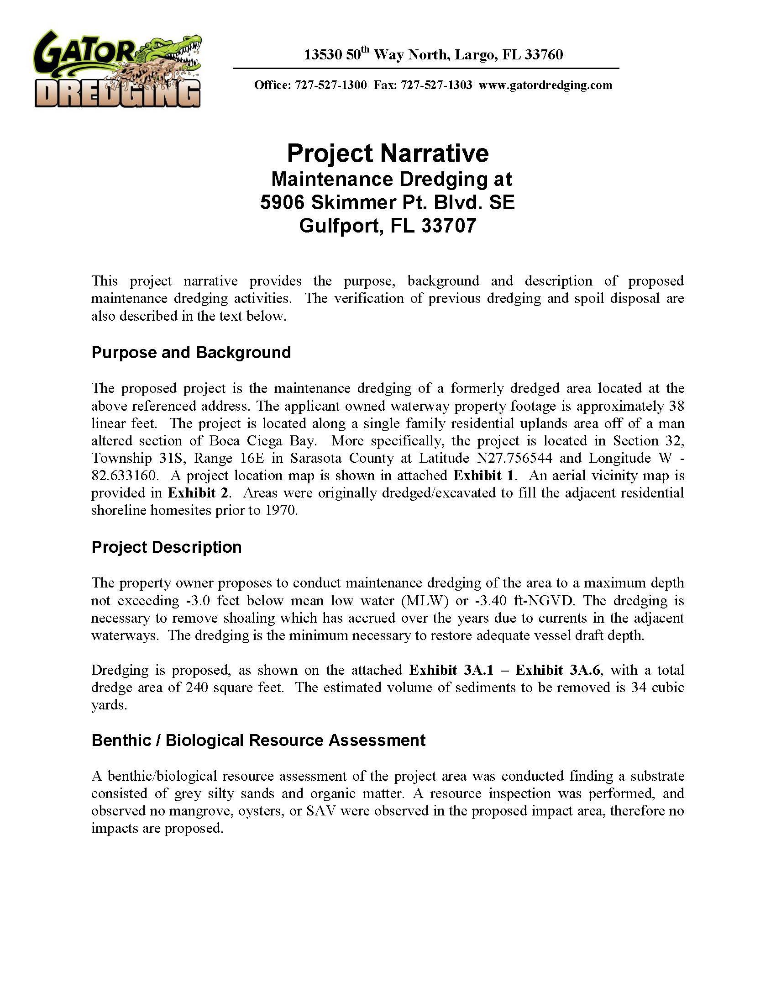 GATOR
DREDGING
13530 50th Way North, Largo, FL 33760
Office: 727-527-1300 Fax: 727-527-1303 www.gatordredging.com
Project Narrative
Maintenance Dredging at
5906 Skimmer Pt. Blvd. SE
Gulfport, FL 33707
This project narrative provides the purpose, background and description of proposed
maintenance dredging activities. The verification of previous dredging and spoil disposal are
also described in the text below.
Purpose and Background
The proposed project is the maintenance dredging of a formerly dredged area located at the
above referenced address. The applicant owned waterway property footage is approximately 38
linear feet. The project is located along a single family residential uplands area off of a man
altered section of Boca Ciega Bay. More specifically, the project is located in Section 32,
Township 31S, Range 16E in Sarasota County at Latitude N27.756544 and Longitude W -
82.633160. A project location map is shown in attached Exhibit 1. An aerial vicinity map is
provided in Exhibit 2. Areas were originally dredged/excavated to fill the adjacent residential
shoreline homesites prior to 1970.
Project Description
The property owner proposes to conduct maintenance dredging of the area to a maximum depth
not exceeding -3.0 feet below mean low water (MLW) or -3.40 ft-NGVD. The dredging is
necessary to remove shoaling which has accrued over the years due to currents in the adjacent
waterways. The dredging is the minimum necessary to restore adequate vessel draft depth.
Dredging is proposed, as shown on the attached Exhibit 3A.1 – Exhibit 3A.6, with a total
dredge area of 240 square feet. The estimated volume of sediments to be removed is 34 cubic
yards.
Benthic / Biological Resource Assessment
A benthic/biological resource assessment of the project area was conducted finding a substrate
consisted of grey silty sands and organic matter. A resource inspection was performed, and
observed no mangrove, oysters, or SAV were observed in the proposed impact area, therefore no
impacts are proposed.